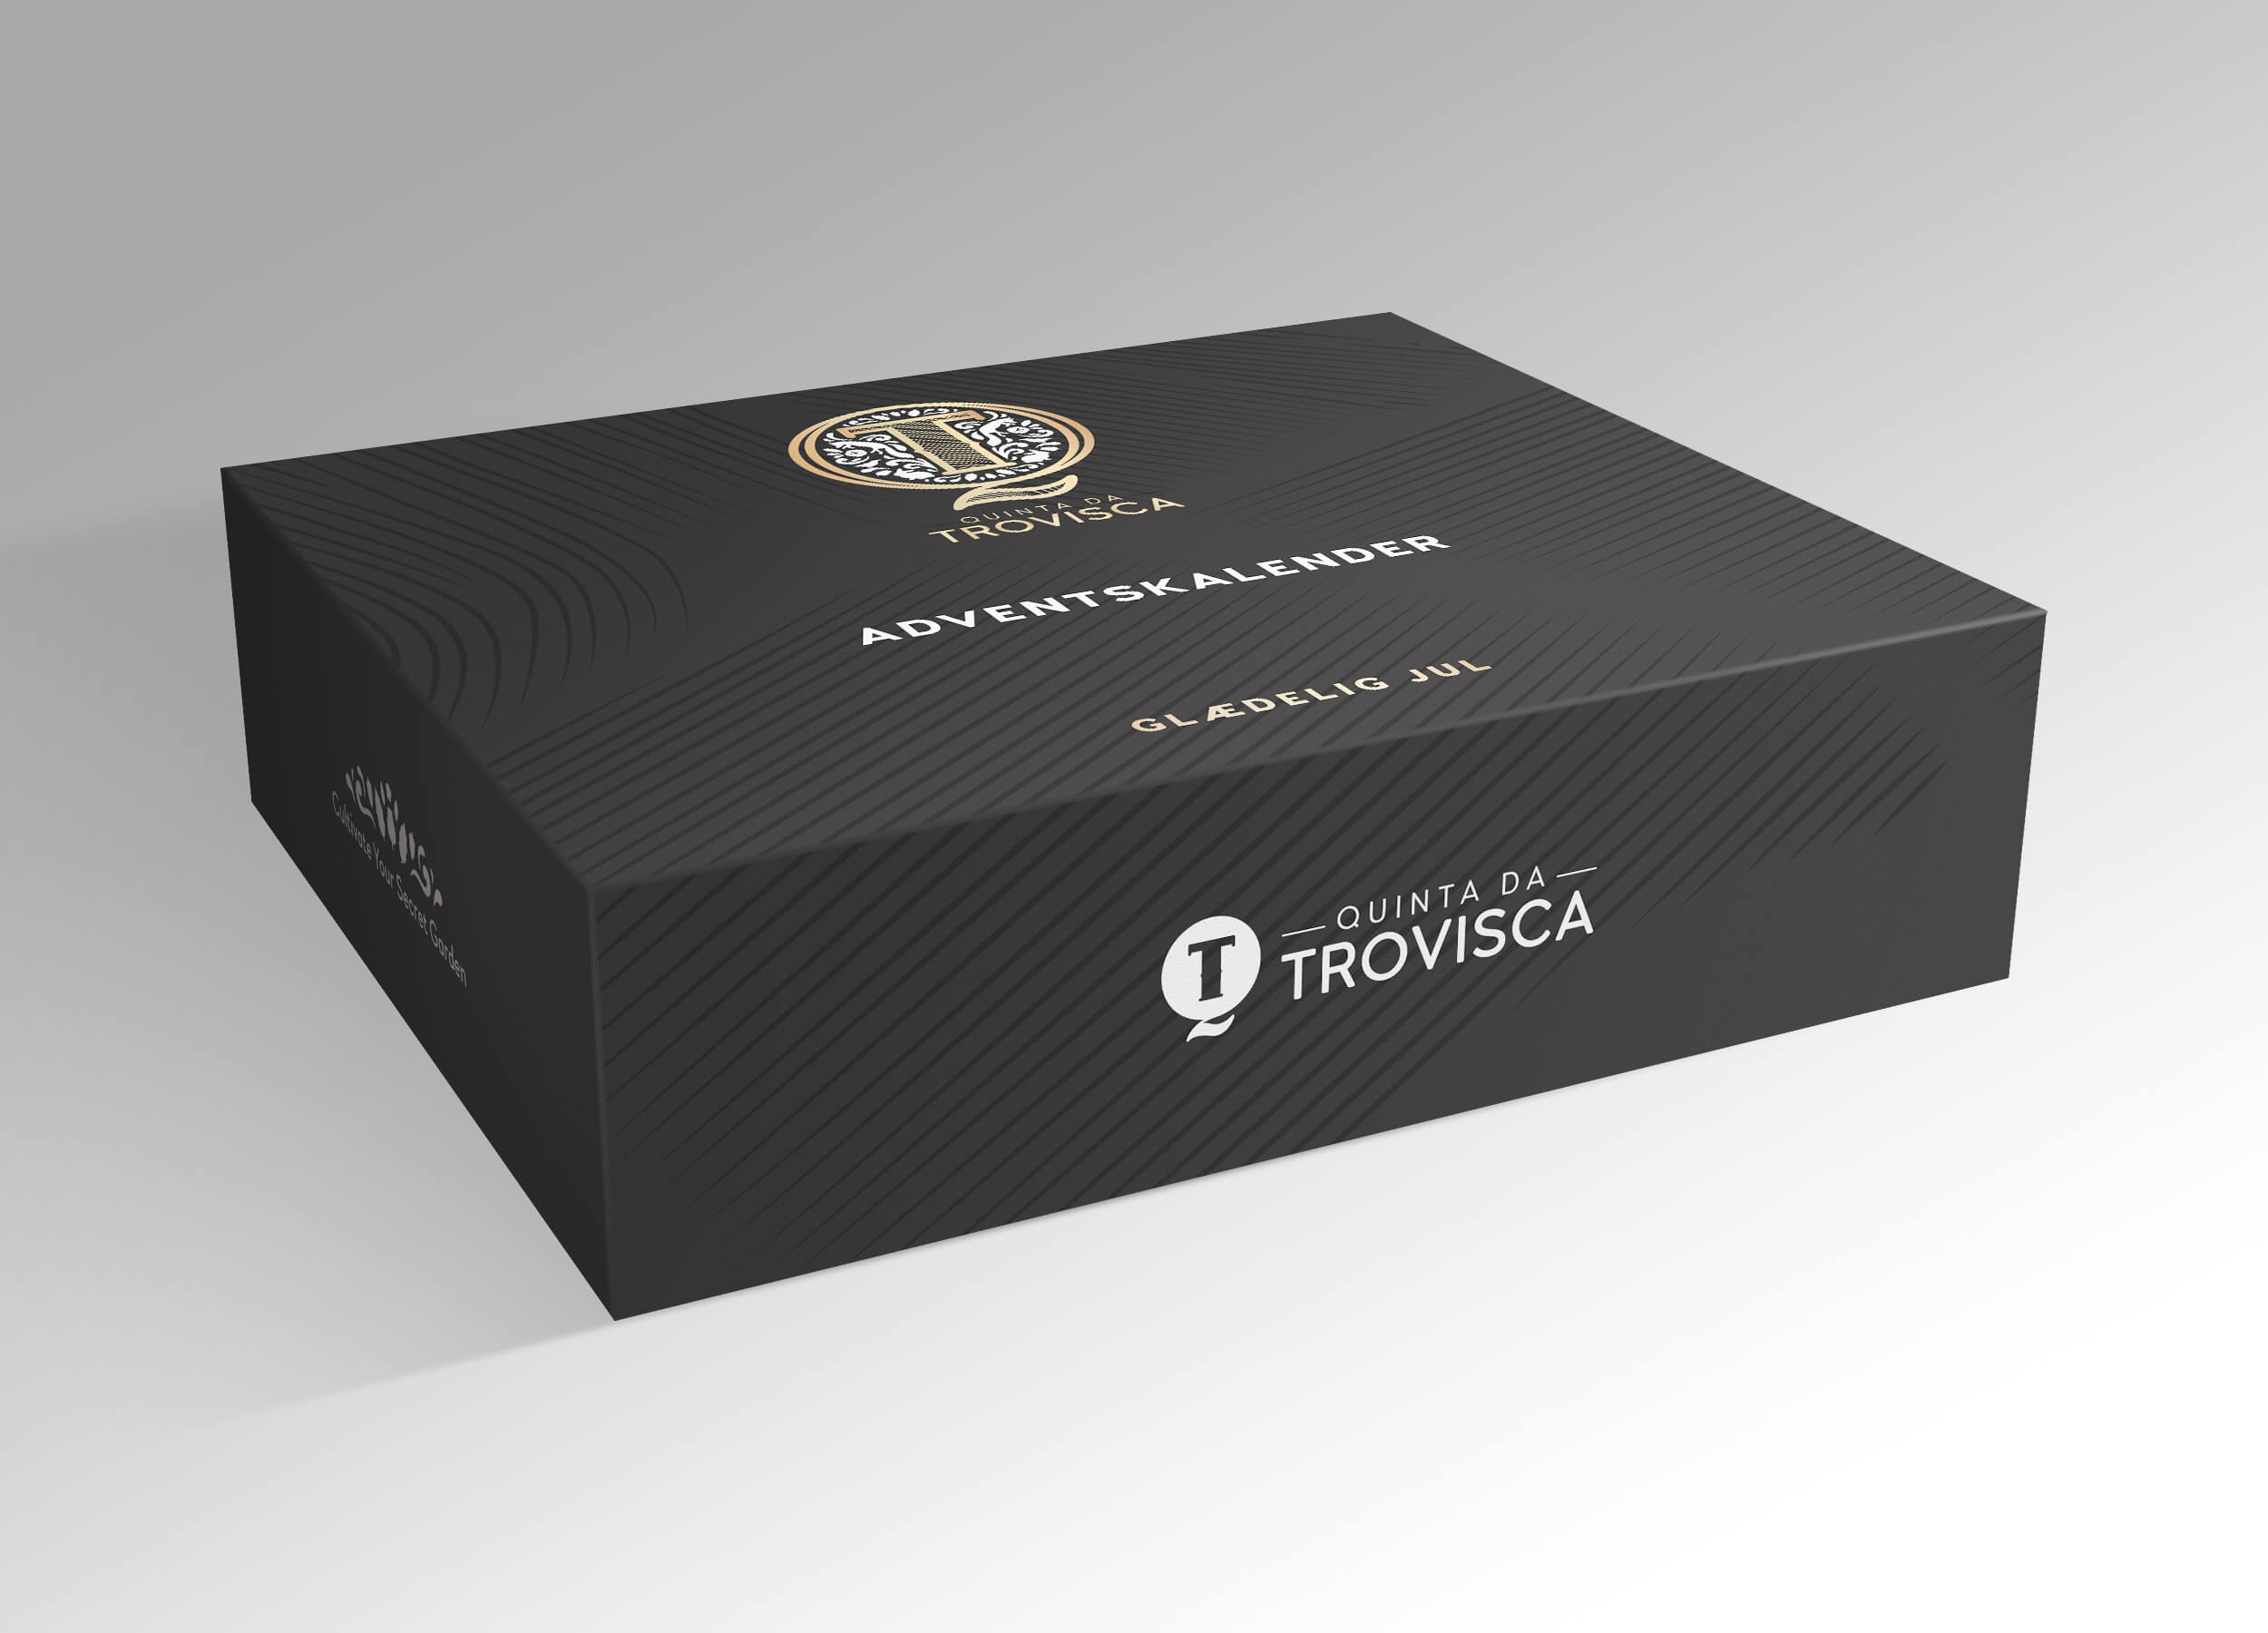 QUINTA DA
TROVISCA
ADVENTSKALENDER
GLÆDELIG JUL
T
QUINTA DA
TROVISCA
Cultivate Your Secret Garden